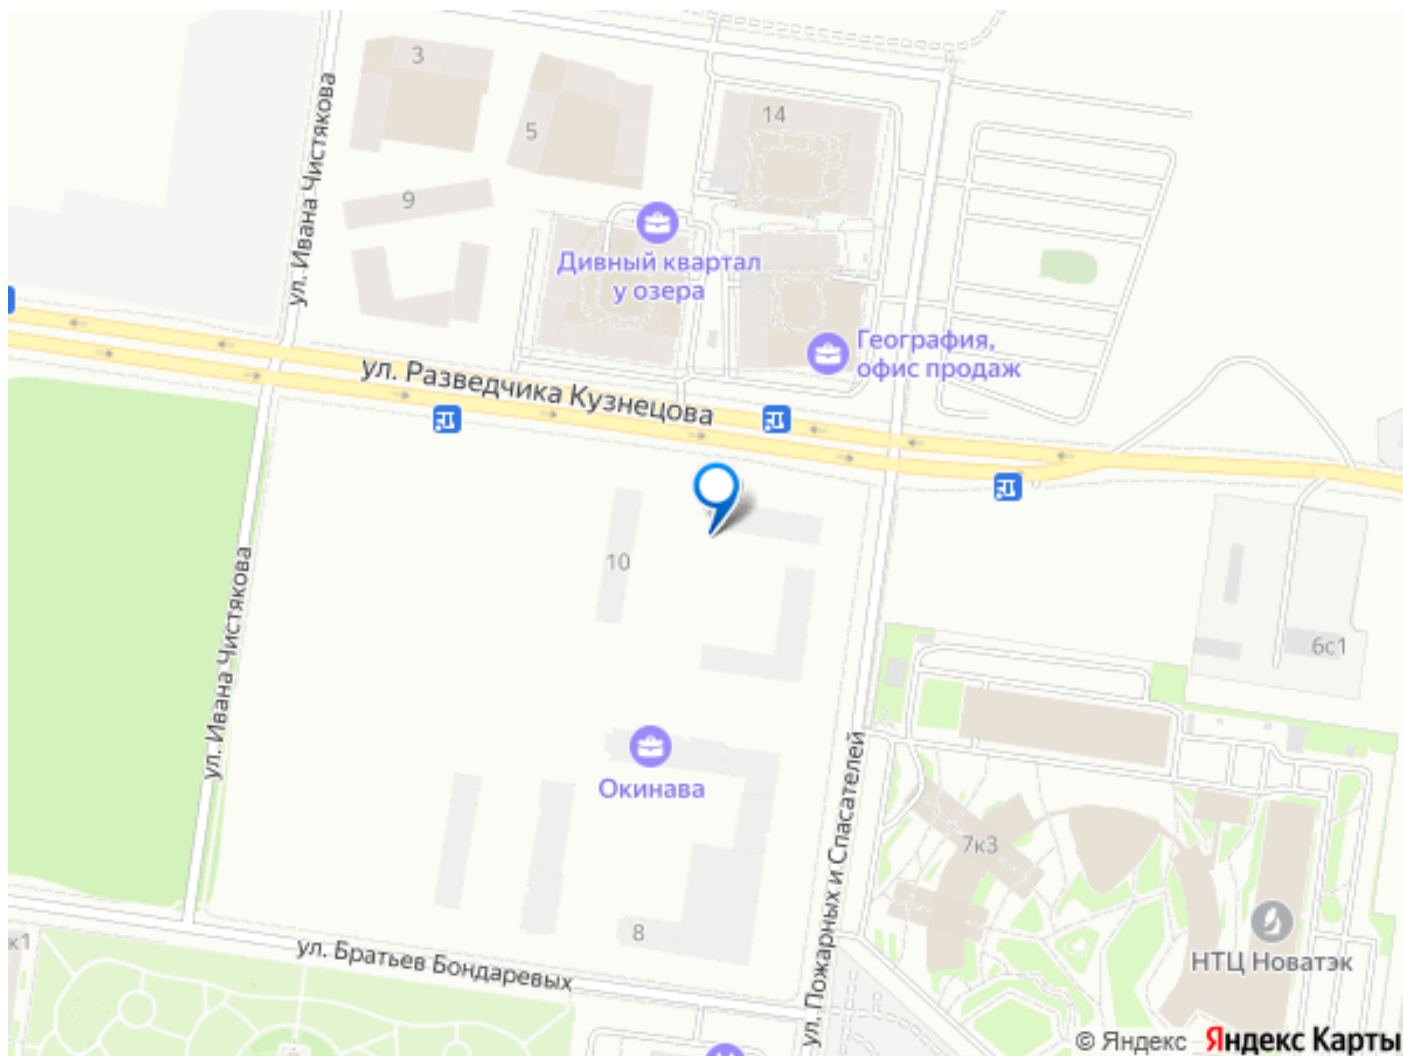 3
14
5
ул. Ивана Чистякова
9
Дивный квартал
у озера
География,
офис продаж
ул. Разведчика Кузнецова
10
ул. Ивана Чистякова
6с1
Окинава
ул. Пожарных и Спасателей
7к3
8
к1
ул. Братьев Бондаревых
НТЦ Новатэк
© Яндекс Яндекс Карты